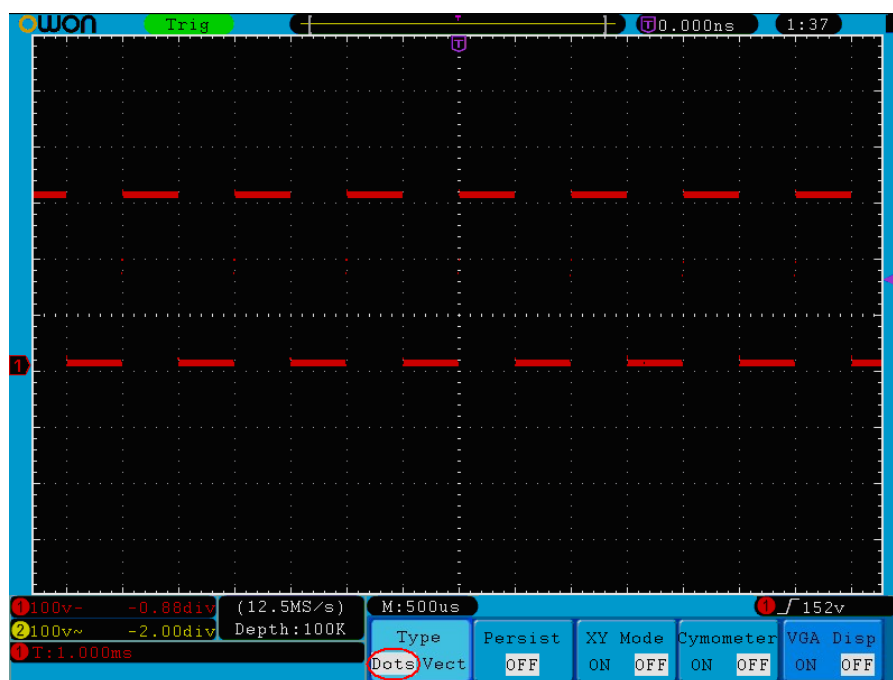 owon Trig T T 0.000ns 1:37
T
1
1 100v- -0.88div (12.5MS/s) M:500us 1 152v
2 100v~ -2.00div Depth:100K
1 T:1.000ms
Type Persist XY Mode Cymometer VGA Disp
Dots Vect OFF ON OFF ON OFF ON OFF